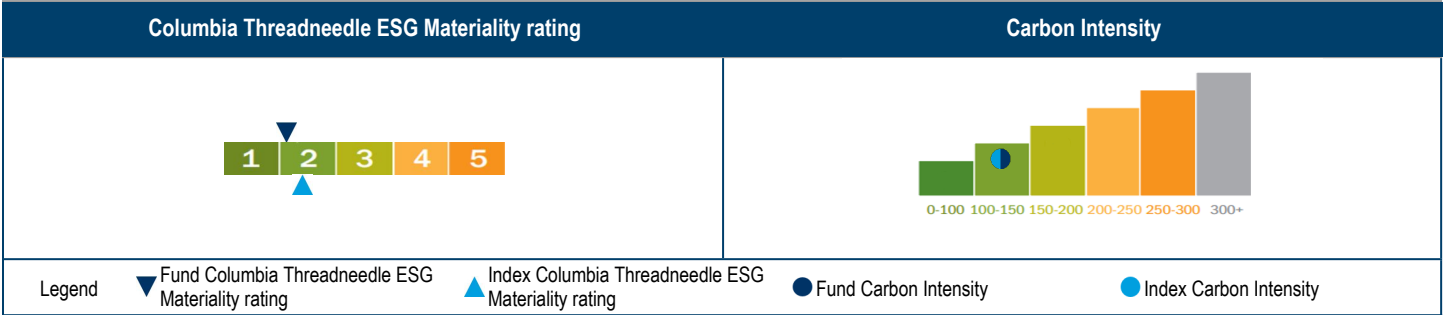 Columbia Threadneedle ESG Materiality rating
Carbon Intensity
1 2 3 4 5
0-100 100-150 150-200 200-250 250-300 300+
Legend
Fund Columbia Threadneedle ESG
Materiality rating
Index Columbia Threadneedle ESG
Materiality rating
Fund Carbon Intensity
Index Carbon Intensity